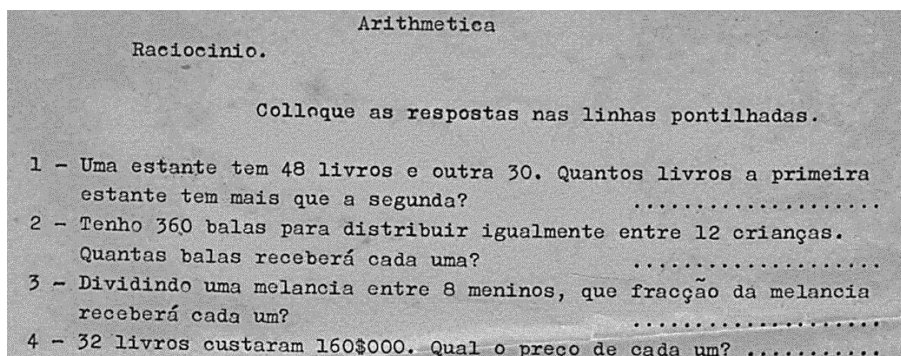 Arithmetica
Raciocinio.
Colloque as respostas nas linhas pontilhadas.
1 - Uma estante tem 48 livros e outra 30. Quantos livros a primeira
estante tem mais que a segunda? .....................
2 - Tenho 360 balas para distribuir igualmente entre 12 crianças.
Quantas balas receberá cada uma? .....................
3 - Dividindo uma melancia entre 8 meninos, que fracção da melancia
receberá cada um? .....................
4 - 32 livros custaram 160$000. Qual o preço de cada um? ...........